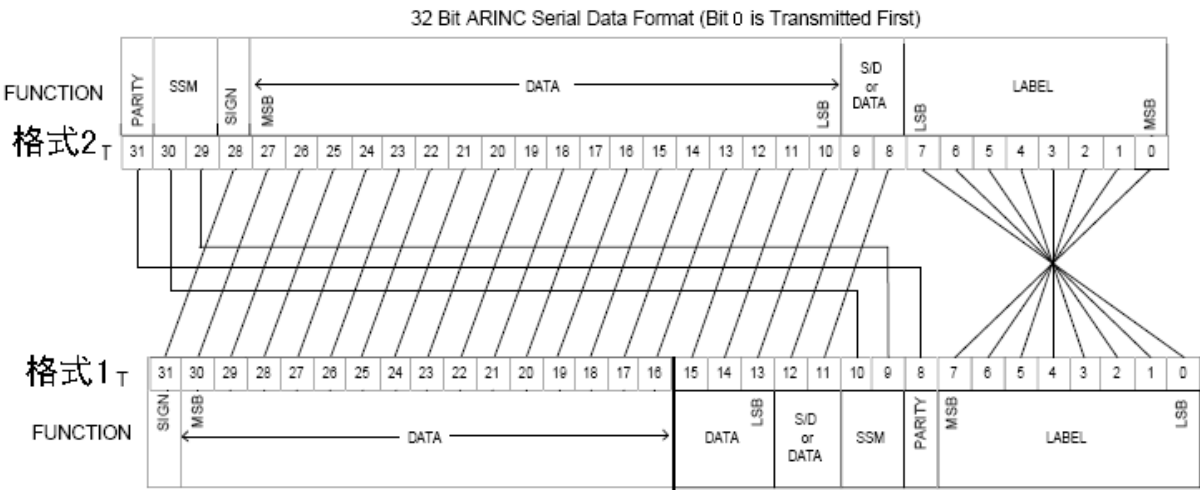 32 Bit ARINC Serial Data Format (Bit 0 is Transmitted First)
FUNCTION
PARITY
SSM
SIGN
MSB
DATA
LSB
S/D
or
DATA
LSB
LABEL
MSB
格式2 T
31 30 29 28 27 26 25 24 23 22 21 20 19 18 17 16 15 14 13 12 11 10 9 8 7 6 5 4 3 2 1 0
格式1 T
31 30 29 28 27 26 25 24 23 22 21 20 19 18 17 16 15 14 13 12 11 10 9 8 7 6 5 4 3 2 1 0
FUNCTION
SIGN
MSB
DATA
DATA
LSB
S/D
or
DATA
SSM
PARITY
MSB
LABEL
LSB